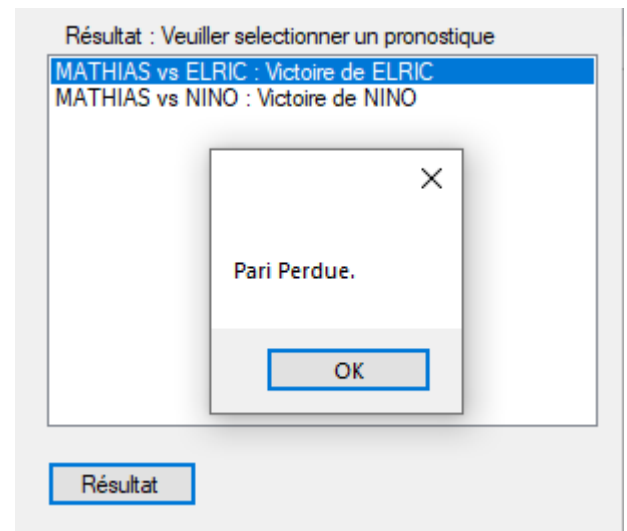 Résultat : Veuiller selectionner un pronostique
MATHIAS vs ELRIC : Victoire de ELRIC
MATHIAS vs NINO : Victoire de NINO
Pari Perdue.
OK
Résultat